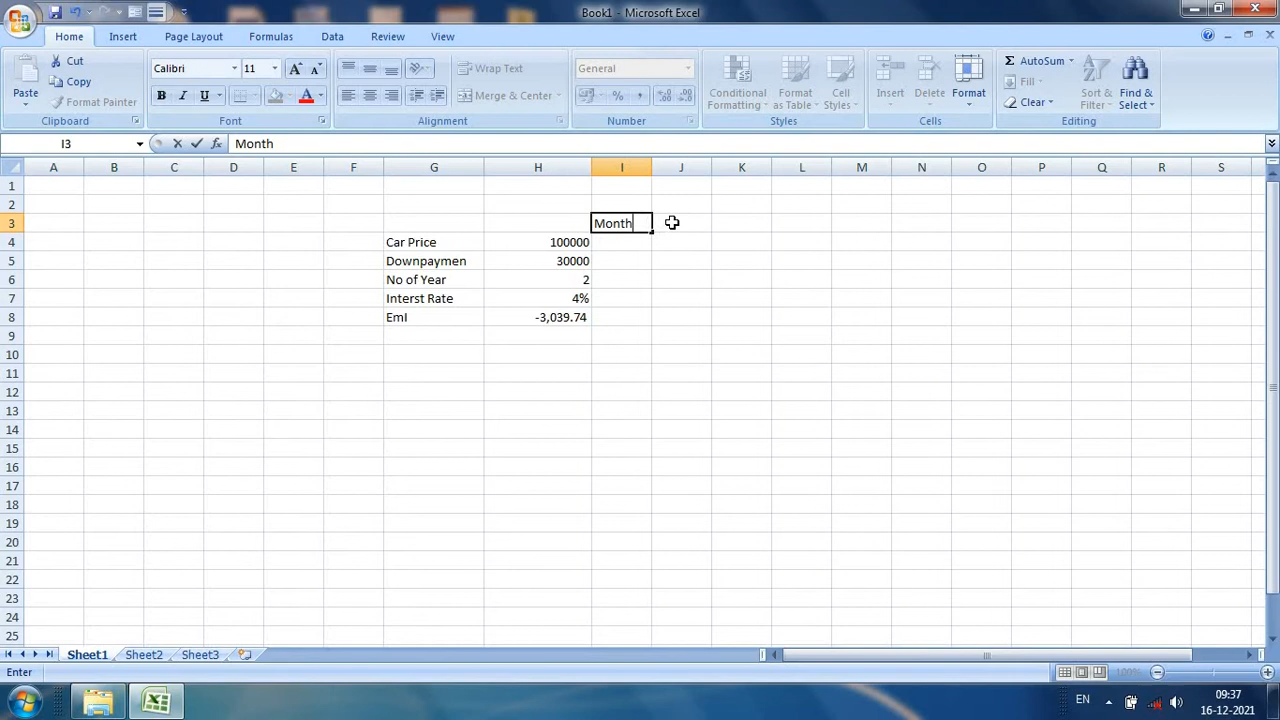 Book1 - Microsoft Excel
Home Insert Page Layout Formulas Data Review View
Paste
Cut
Copy
Format Painter
Clipboard
Calibri 11
B I U
Font
Wrap Text
Merge & Center
Alignment
General
Number
Conditional Formatting
Format as Table
Cell Styles
Styles
Insert Delete Format
Cells
AutoSum
Fill
Clear
Sort & Filter
Find & Select
Editing
I3 fx Month
A B C D E F G H I J K L M N O P Q R S
1
2
3 Month
4 Car Price 100000
5 Downpaymen 30000
6 No of Year 2
7 Interst Rate 4%
8 EmI -3,039.74
9
10
11
12
13
14
15
16
17
18
19
20
21
22
23
24
25
Sheet1 Sheet2 Sheet3
Enter 100%
EN 09:37
16-12-2021